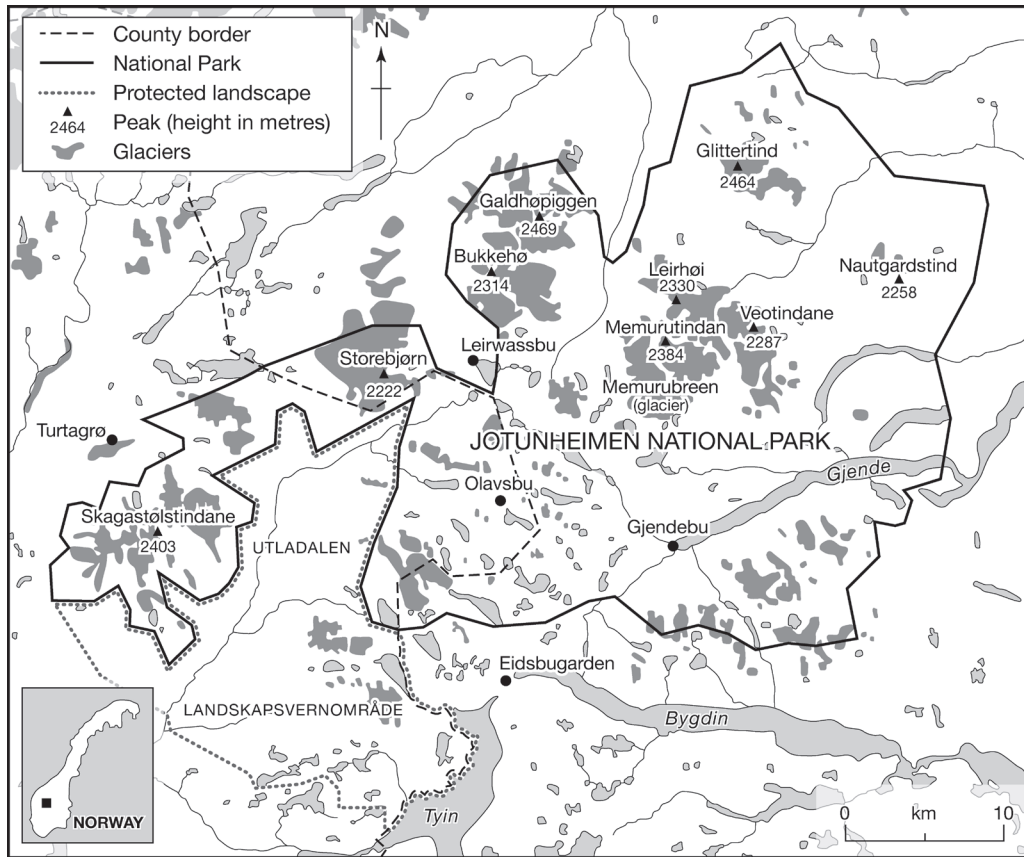 County border
National Park
Protected landscape
2464
Peak (height in metres)
Glaciers
N
Glittertind
2464
Galdhøpiggen
2469
Bukkehø
2314
Leirhøi
2330
Nautgardstind
2258
Veotindane
2287
Memurutindan
2384
Leirwassbu
Storebjørn
2222
Memurubreen
(glacier)
Turtagrø
JOTUNHEIMEN NATIONAL PARK
Gjende
Olavsbu
Skagastølstindane
2403
Gjendebu
UTLADALEN
Eidsbugarden
LANDSKAPSVERNOMRÅDE
Bygdin
Tyin
NORWAY
0 km 10